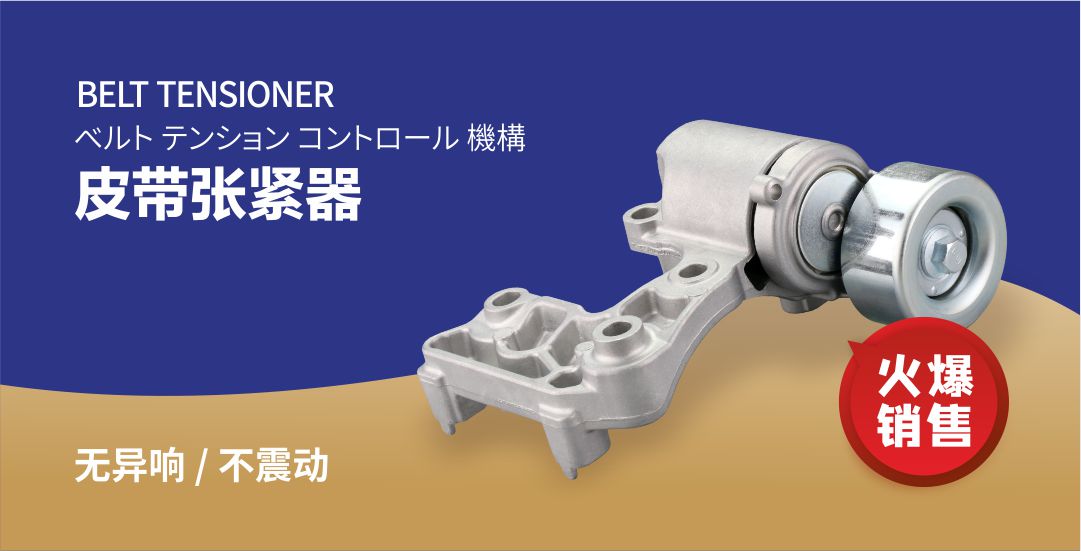 BELT TENSIONER
ベルト テンション コントロール 機構
皮带张紧器
无异响 / 不震动
火爆
销售